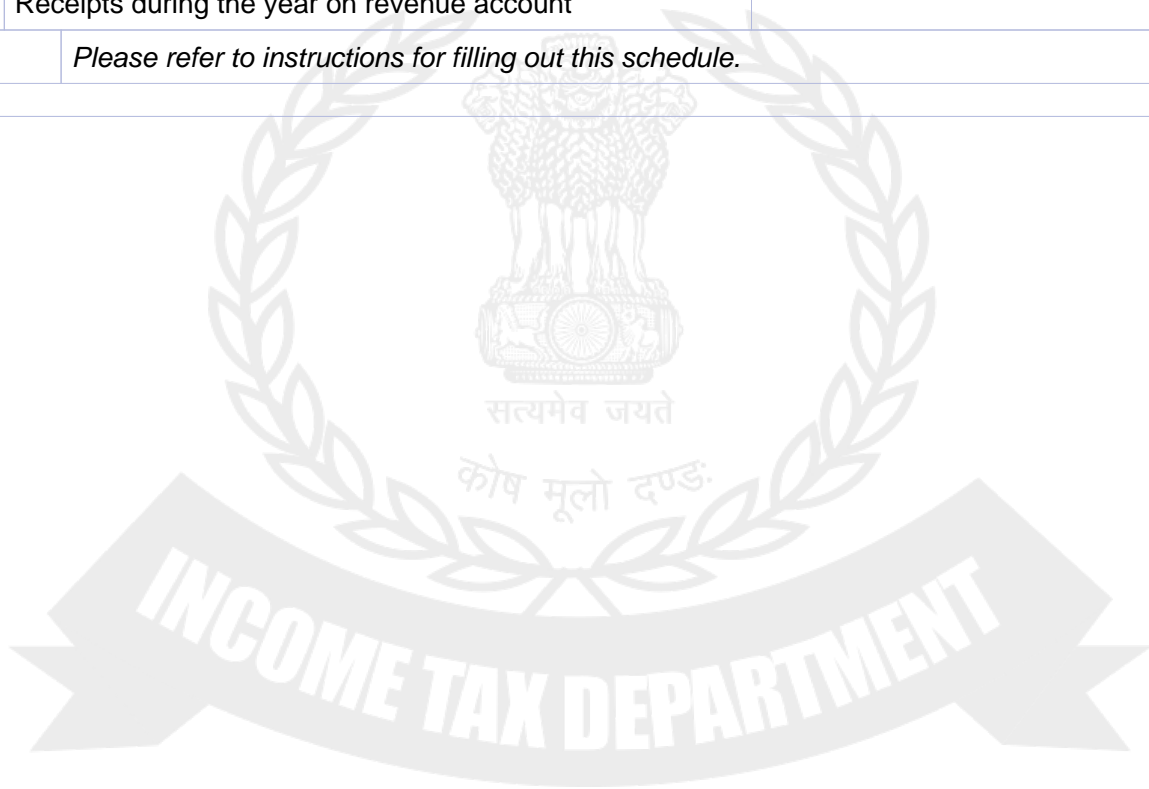 Receipts during the year on revenue account
Please refer to instructions for filling out this schedule.
सत्यमेव जयते
कोष मूलो दण्डः
INCOME TAX DEPARTMENT